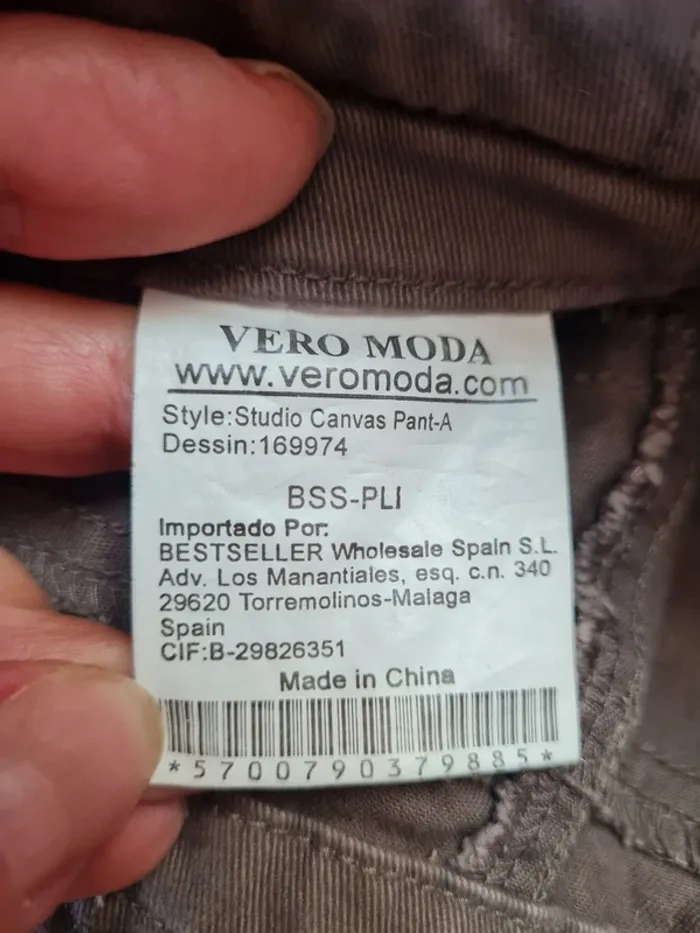 VERO MODA
www.veromoda.com
Style:Studio Canvas Pant-A
Dessin:169974
BSS-PLI
Importado Por:
BESTSELLER Wholesale Spain S.L.
Adv. Los Manantiales, esq. c.n. 340
29620 Torremolinos-Malaga
Spain
CIF:B-29826351
Made in China
*5700790379885*